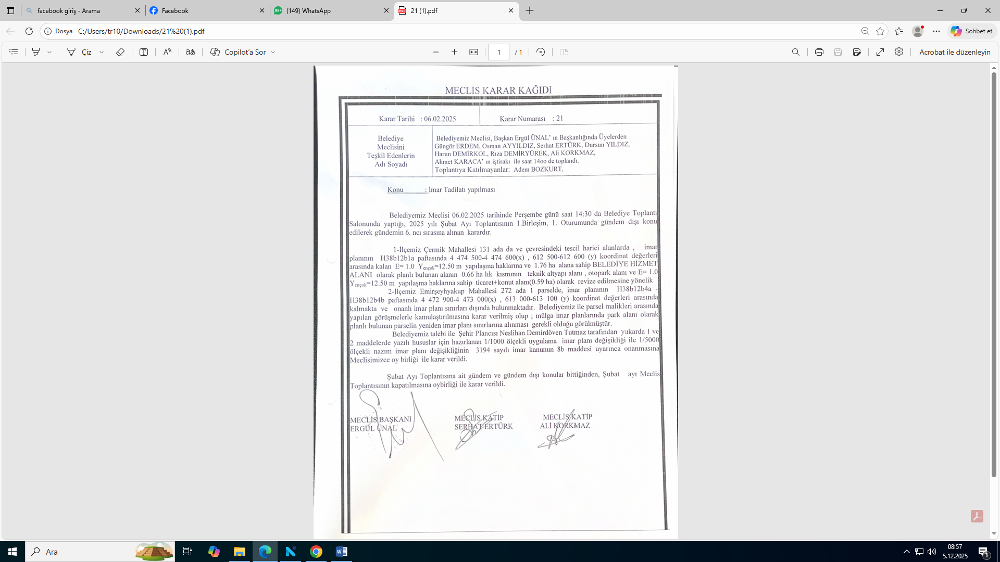 facebook giriş - Arama
Facebook
99+
(149) WhatsApp
21 (1).pdf
Dosya
C:/Users/tr10/Downloads/21%20(1).pdf
Sohbet et
Çiz
Copilot'a Sor
1
/ 1
Acrobat ile düzenleyin
MECLİS KARAR KAĞIDI
Karar Tarihi : 06.02.2025
Karar Numarası : 21
Belediye
Meclisini
Teşkil Edenlerin
Adı Soyadı
Belediyemiz Meclisi, Başkan Ergül ÜNAL' ın Başkanlığında Üyelerden
Güngör ERDEM, Osman AYYILDIZ, Serhat ERTÜRK, Dursun YILDIZ,
Harun DEMİRKOL, Rıza DEMİRYÜREK, Ali KORKMAZ,
Ahmet KARACA' ın iştirakı ile saat 14oo de toplandı.
Toplantıya Katılmayanlar: Adem BOZKURT,
Konu : İmar Tadilatı yapılması
Belediyemiz Meclisi 06.02.2025 tarihinde Perşembe günü saat 14:30 da Belediye Toplantı
Salonunda yaptığı, 2025 yılı Şubat Ayı Toplantısının 1.Birleşim, 1. Oturumunda gündem dışı konu
edilerek gündemin 6. ncı sırasına alınan karardır.
1-İlçemiz Çermik Mahallesi 131 ada da ve çevresindeki tescil harici alanlarda , imar
planının H38b12b1a paftasında 4 474 500-4 474 600(x) , 612 500-612 600 (y) koordinat değerleri
arasında kalan E= 1.0 Yençok=12.50 m yapılaşma haklarına ve 1.76 ha alana sahip BELEDİYE HİZMET
ALANI olarak planlı bulunan alanın 0.66 ha lık kısmının teknik altyapı alanı , otopark alanı ve E= 1.0
Yençok=12.50 m yapılaşma haklarına sahip ticaret+konut alanı(0.59 ha) olarak revize edilmesine yönelik
2-İlçemiz Emirşeyhyakup Mahallesi 272 ada 1 parselde, imar planının H38b12b4a -
H38b12b4b paftasında 4 472 900-4 473 000(x) , 613 000-613 100 (y) koordinat değerleri arasında
kalmakta ve onanlı imar planı sınırları dışında bulunmaktadır. Belediyemiz ile parsel malikleri arasında
yapılan görüşmelerle kamulaştırılmasına karar verilmiş olup ; mülga imar planlarında park alanı olarak
planlı bulunan parselin yeniden imar planı sınırlarına alınması gerekli olduğu görülmüştür.
Belediyemiz talebi ile Şehir Plancısı Neslihan Demirdöven Tutmaz tarafından yukarda 1 ve
2 maddelerde yazılı hususlar için hazırlanan 1/1000 ölçekli uygulama imar planı değişikliği ile 1/5000
ölçekli nazım imar planı değişikliğinin 3194 sayılı imar kanunun 8b maddesi uyarınca onanmasına
Meclisimizce oy birliği ile karar verildi.
Şubat Ayı Toplantısına ait gündem ve gündem dışı konular bittiğinden, Şubat ayı Meclis
Toplantısının kapatılmasına oybirliği ile karar verildi.
MECLİS BAŞKANI
ERGÜL ÜNAL
MECLİS KATİP
SERHAT ERTÜRK
MECLİS KATİP
ALİ KORKMAZ
Ara
08:57
5.12.2025
1